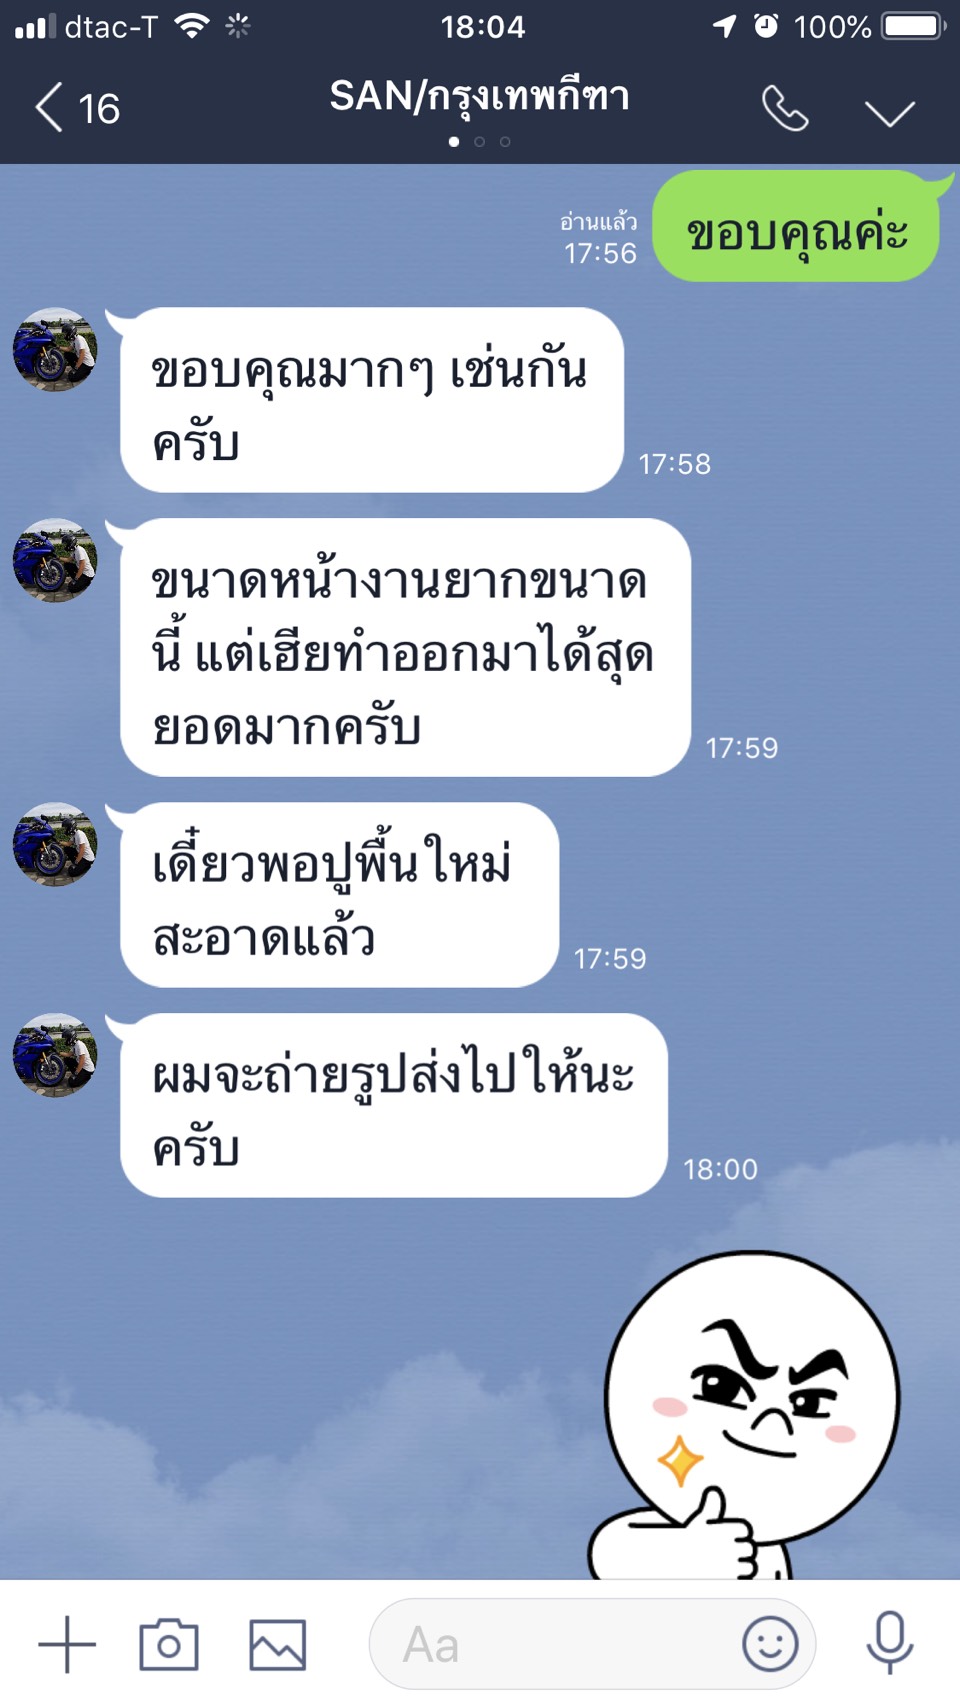 dtac-T 18:04 100%
16 SAN/กรุงเทพกีฑา
ขอบคุณค่ะ
อ่านแล้ว
17:56
ขอบคุณมากๆ เช่นกัน
ครับ
17:58
ขนาดหน้างานยากขนาด
นี้ แต่เฮียทำออกมาได้สุด
ยอดมากครับ
17:59
เดี๋ยวพอปูพื้นใหม่
สะอาดแล้ว
17:59
ผมจะถ่ายรูปส่งไปให้นะ
ครับ
18:00
Aa